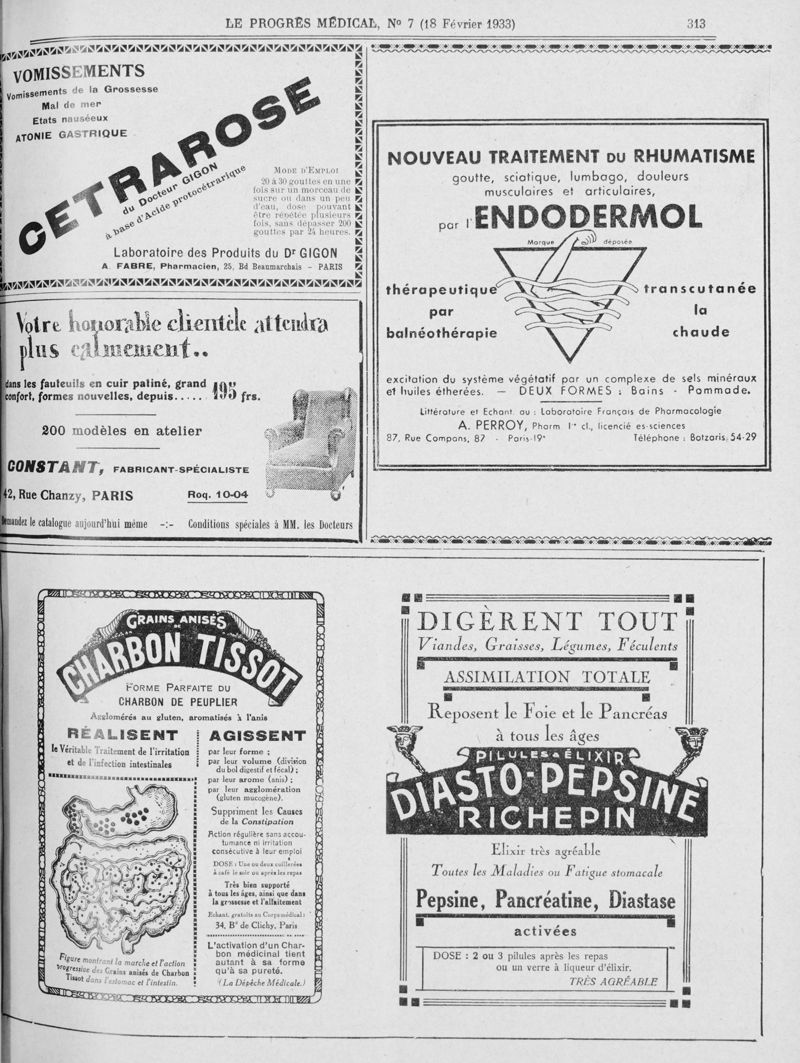 LE PROGRÈS MÉDICAL, No 7 (18 Février 1933)
313
VOMISSEMENTS
Vomissements de la Grossesse
Mal de mer
Etats nauséeux
ATONIE GASTRIQUE
CETRAROSE
du Docteur GIGON
à base d'Acide protocétrarique
MODE D'EMPLOI
20 à 30 gouttes en une
fois sur un morceau de
sucre ou dans un peu
d'eau, dose pouvant
être répétée plusieurs
fois, sans dépasser 200
gouttes par 24 heures.
Laboratoire des Produits du Dr GIGON
A. FABRE, Pharmacien, 25, Bd Beaumarchais - PARIS
Votre honorable clientèle attendra
plus calmement..
dans les fauteuils en cuir patiné, grand
confort, formes nouvelles, depuis..... 195 frs.
200 modèles en atelier
CONSTANT, FABRICANT-SPÉCIALISTE
42, Rue Chanzy, PARIS
Roq. 10-04
Demandez le catalogue aujourd'hui même -:- Conditions spéciales à MM. les Docteurs
NOUVEAU TRAITEMENT DU RHUMATISME
goutte, sciatique, lumbago, douleurs
musculaires et articulaires,
par l'ENDODERMOL
Marque déposée
thérapeutique transcutanée
par la
balnéothérapie chaude
excitation du système végétatif par un complexe de sels minéraux
et huiles éthérées. — DEUX FORMES : Bains - Pommade.
Littérature et Echant. au : Laboratoire Français de Pharmacologie
A. PERROY, Pharm. 1re cl., licencié es-sciences
87, Rue Compans, 87 - Paris-19e
Téléphone : Botzaris 54-29
GRAINS ANISÉS
DE
CHARBON TISSOT
FORME PARFAITE DU
CHARBON DE PEUPLIER
Agglomérés au gluten, aromatisés à l'anis
RÉALISENT
le Véritable Traitement de l'irritation
et de l'infection intestinales
Figure montrant la marche et l'action
progressive des Grains anisés de Charbon
Tissot dans l'estomac et l'intestin.
AGISSENT
par leur forme ;
par leur volume (division
du bol digestif et fécal) ;
par leur arome (anis) ;
par leur agglomération
(gluten mucogène).
Suppriment les Causes
de la Constipation
Action régulière sans accou-
tumance ni irritation
consécutive à leur emploi
DOSE : Une ou deux cuillerées
à café le soir ou après les repas
Très bien supporté
à tous les âges, ainsi que dans
la grossesse et l'allaitement
Echant. gratuits au Corps médical :
34, Bd de Clichy, Paris
L'activation d'un Char-
bon médicinal tient
autant à sa forme
qu'à sa pureté.
(La Dépêche Médicale.)
DIGÈRENT TOUT
Viandes, Graisses, Légumes, Féculents
ASSIMILATION TOTALE
Reposent le Foie et le Pancréas
à tous les âges
PILULES & ÉLIXIR
DIASTO-PEPSINE
RICHEPIN
Elixir très agréable
Toutes les Maladies ou Fatigue stomacale
Pepsine, Pancréatine, Diastase
activées
DOSE : 2 ou 3 pilules après les repas
ou un verre à liqueur d'élixir.
TRÈS AGRÉABLE